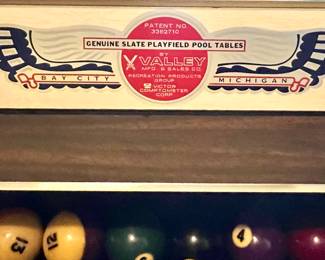 PATENT NO.
3362710
GENUINE SLATE PLAYFIELD POOL TABLES
BY
VALLEY
MFG. & SALES CO.
BAY CITY MICHIGAN
RECREATION PRODUCTS
GROUP
VICTOR
COMPTOMETER
CORP
13 12 4